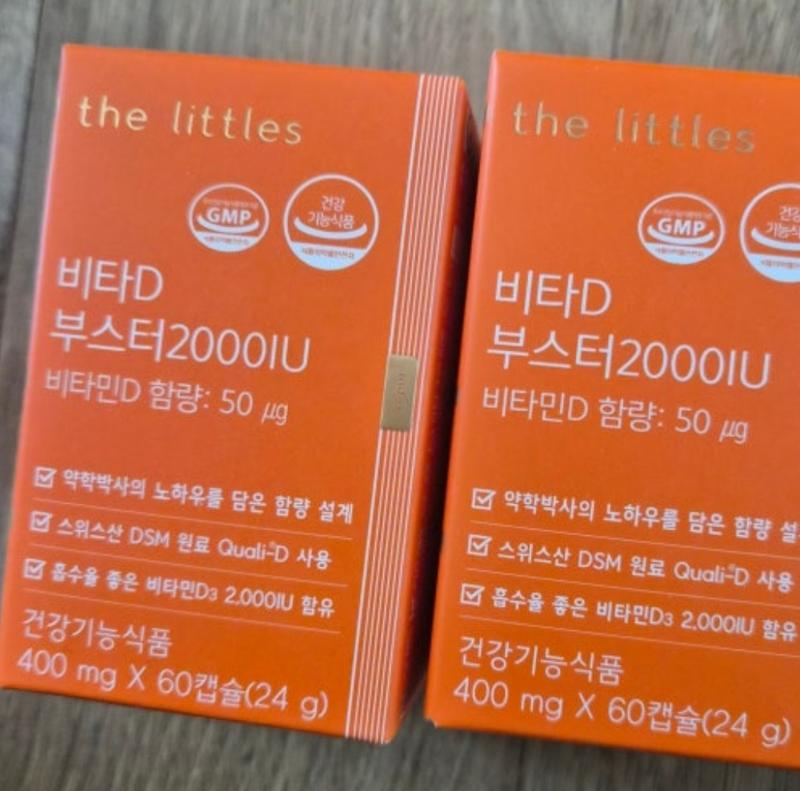 the littles
GMP
건강
기능식품
비타D
부스터2000IU
비타민D 함량: 50 ㎍
약학박사의 노하우를 담은 함량 설계
스위스산 DSM 원료 Quali®-D 사용
흡수율 좋은 비타민D₃ 2,000IU 함유
건강기능식품
400 mg X 60캡슐(24 g)
the littles
GMP
건강
기능식품
비타D
부스터2000IU
비타민D 함량: 50 ㎍
약학박사의 노하우를 담은 함량 설
스위스산 DSM 원료 Quali®-D 사용
흡수율 좋은 비타민D₃ 2,000IU 함유
건강기능식품
400 mg X 60캡슐(24 g)